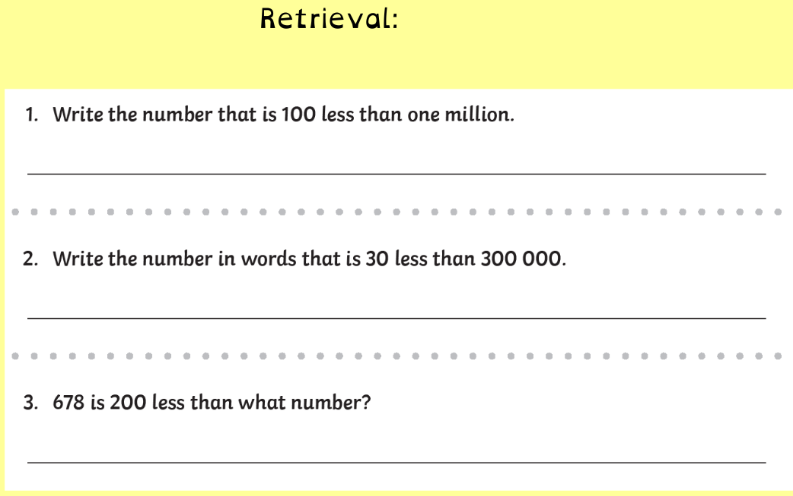 Retrieval:
1. Write the number that is 100 less than one million.
2. Write the number in words that is 30 less than 300 000.
3. 678 is 200 less than what number?